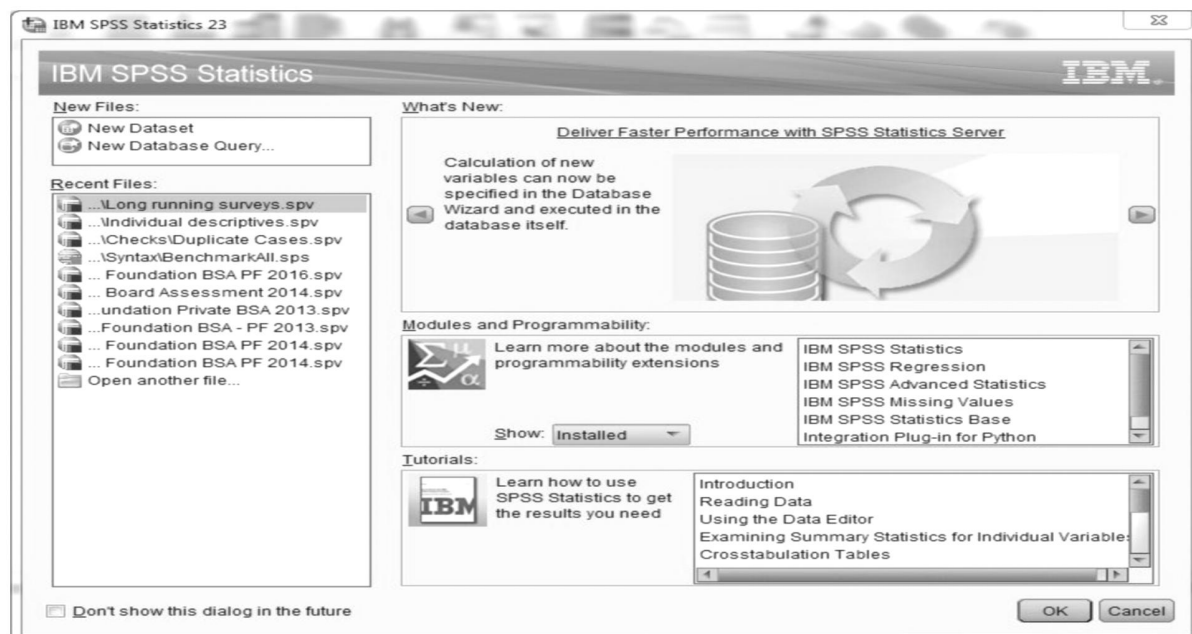 IBM SPSS Statistics 23
IBM SPSS Statistics
IBM
New Files:
New Dataset
New Database Query...
Recent Files:
...\Long running surveys.spv
...\Individual descriptives.spv
...\Checks\Duplicate Cases.spv
...\Syntax\BenchmarkAll.sps
... Foundation BSA PF 2016.spv
... Board Assessment 2014.spv
...undation Private BSA 2013.spv
...Foundation BSA - PF 2013.spv
... Foundation BSA PF 2014.spv
... Foundation BSA PF 2014.spv
Open another file...
What's New:
Deliver Faster Performance with SPSS Statistics Server
Calculation of new
variables can now be
specified in the Database
Wizard and executed in the
database itself.
Modules and Programmability:
Σ μ
÷ α
Learn more about the modules and
programmability extensions
Show: Installed
IBM SPSS Statistics
IBM SPSS Regression
IBM SPSS Advanced Statistics
IBM SPSS Missing Values
IBM SPSS Statistics Base
Integration Plug-in for Python
Tutorials:
IBM
Learn how to use
SPSS Statistics to get
the results you need
Introduction
Reading Data
Using the Data Editor
Examining Summary Statistics for Individual Variable
Crosstabulation Tables
Don't show this dialog in the future
OK
Cancel